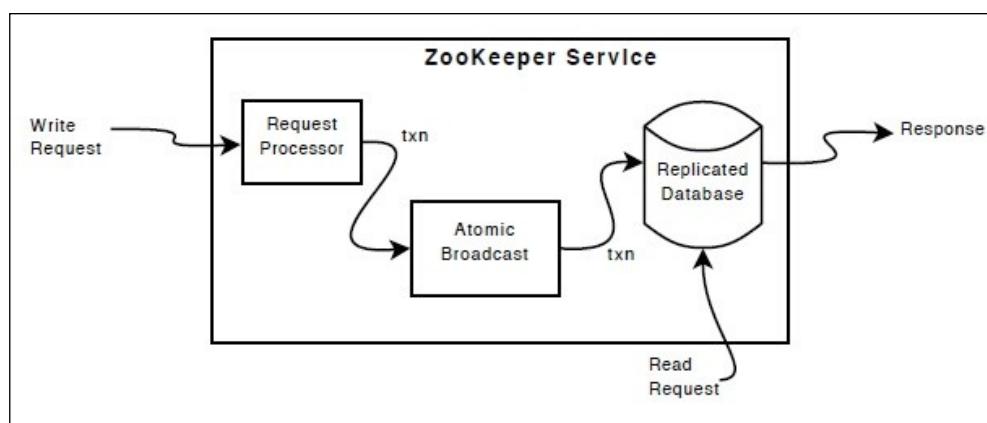 ZooKeeper Service
Write
Request
Request
Processor
txn
Atomic
Broadcast
txn
Replicated
Database
Response
Read
Request